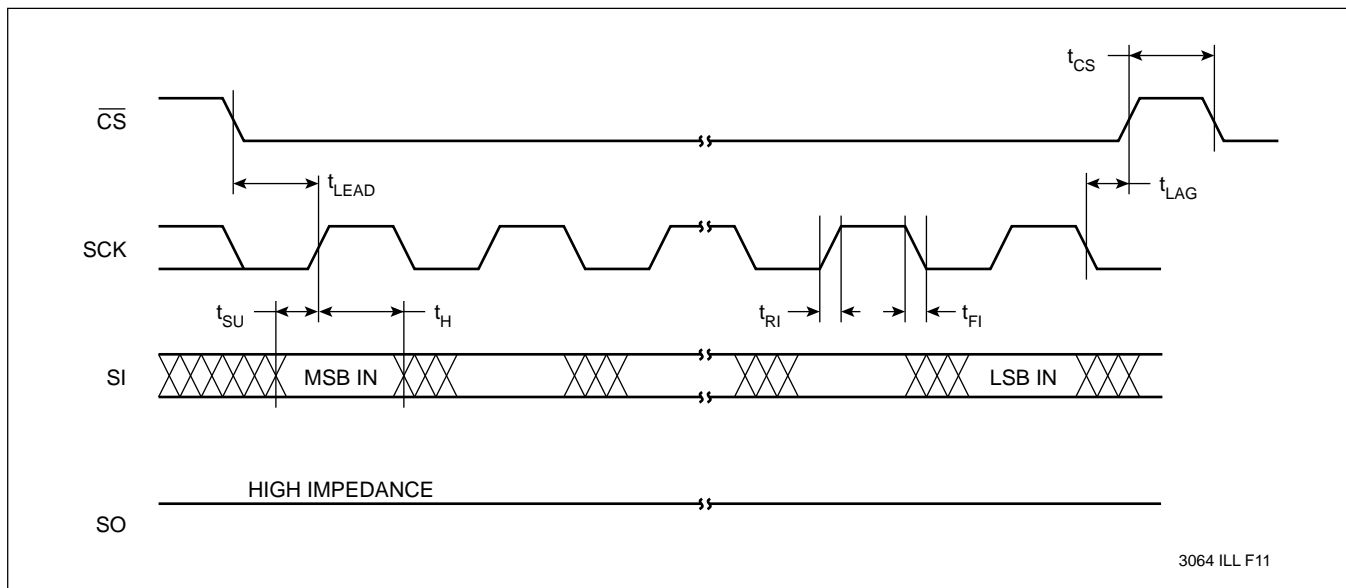 tCS
CS
tLEAD
tLAG
SCK
tSU
tH
tRI
tFI
SI
MSB IN
LSB IN
HIGH IMPEDANCE
SO
3064 ILL F11